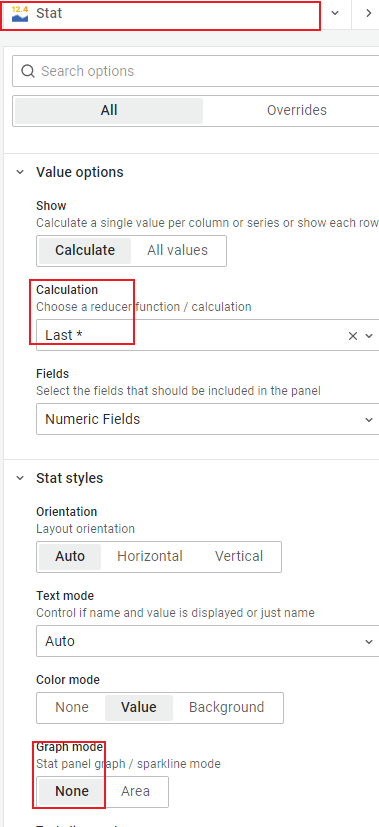 12.4 Stat
Search options
All Overrides
Value options
Show
Calculate a single value per column or series or show each row
Calculate All values
Calculation
Choose a reducer function / calculation
Last *
Fields
Select the fields that should be included in the panel
Numeric Fields
Stat styles
Orientation
Layout orientation
Auto Horizontal Vertical
Text mode
Control if name and value is displayed or just name
Auto
Color mode
None Value Background
Graph mode
Stat panel graph / sparkline mode
None Area